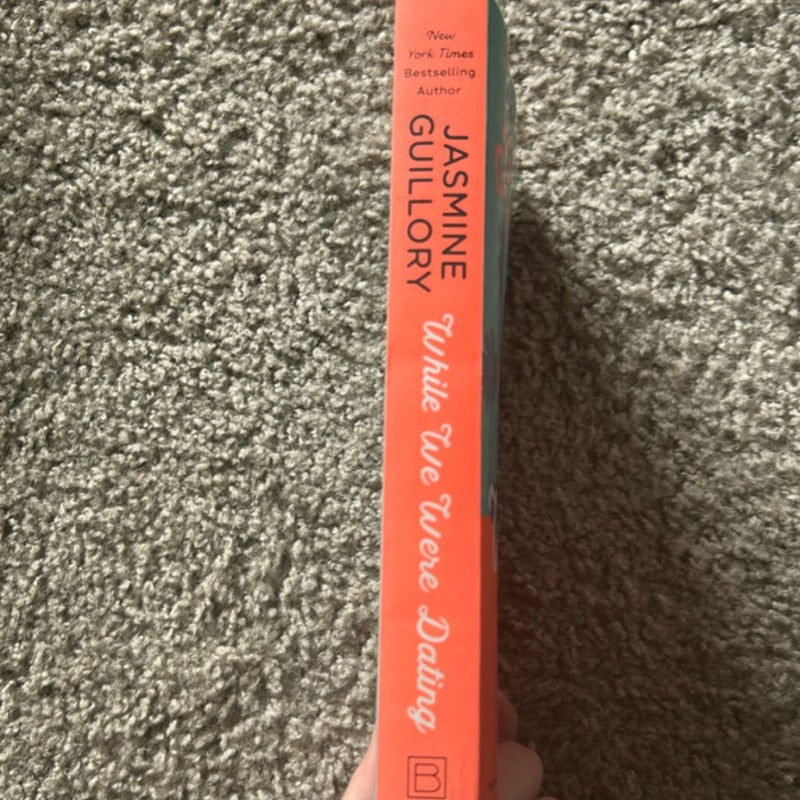 New
York Times
Bestselling
Author
JASMINE
GUILLORY
While We Were Dating
B